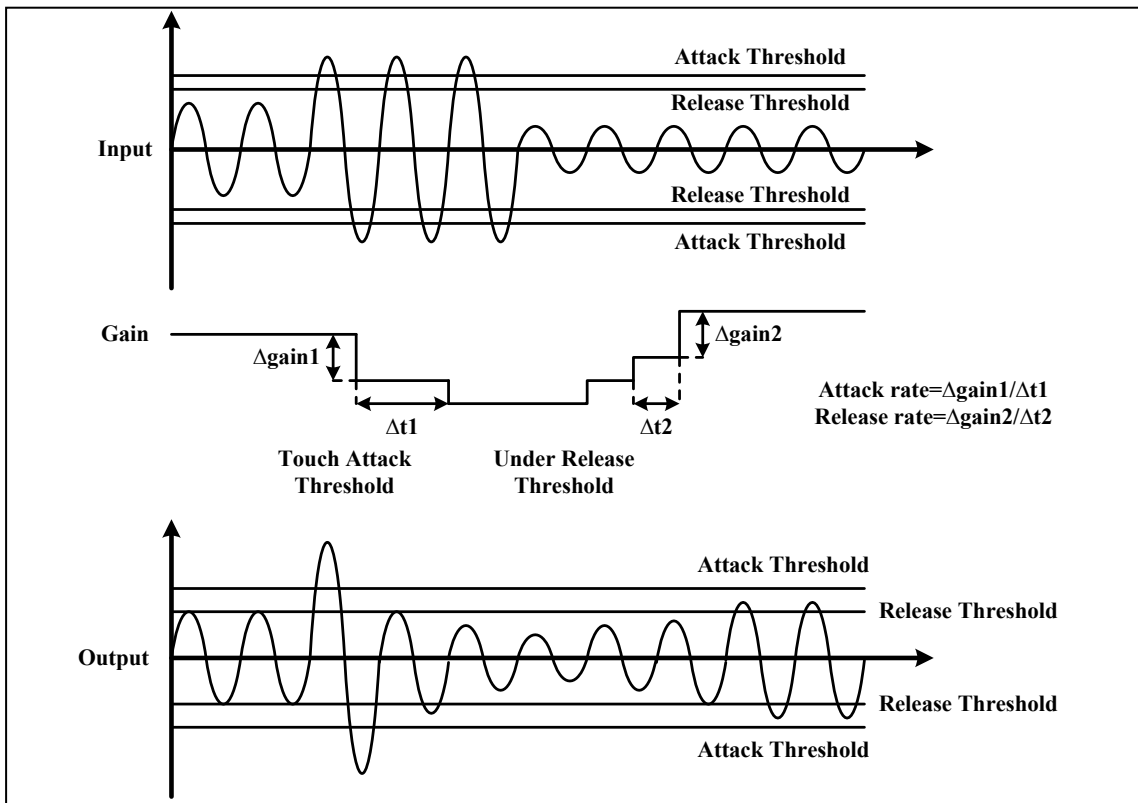 Attack Threshold
Release Threshold
Input
Release Threshold
Attack Threshold
Gain
Δgain1
Δgain2
Attack rate=Δgain1/Δt1
Release rate=Δgain2/Δt2
Δt1
Δt2
Touch Attack
Threshold
Under Release
Threshold
Attack Threshold
Release Threshold
Output
Release Threshold
Attack Threshold